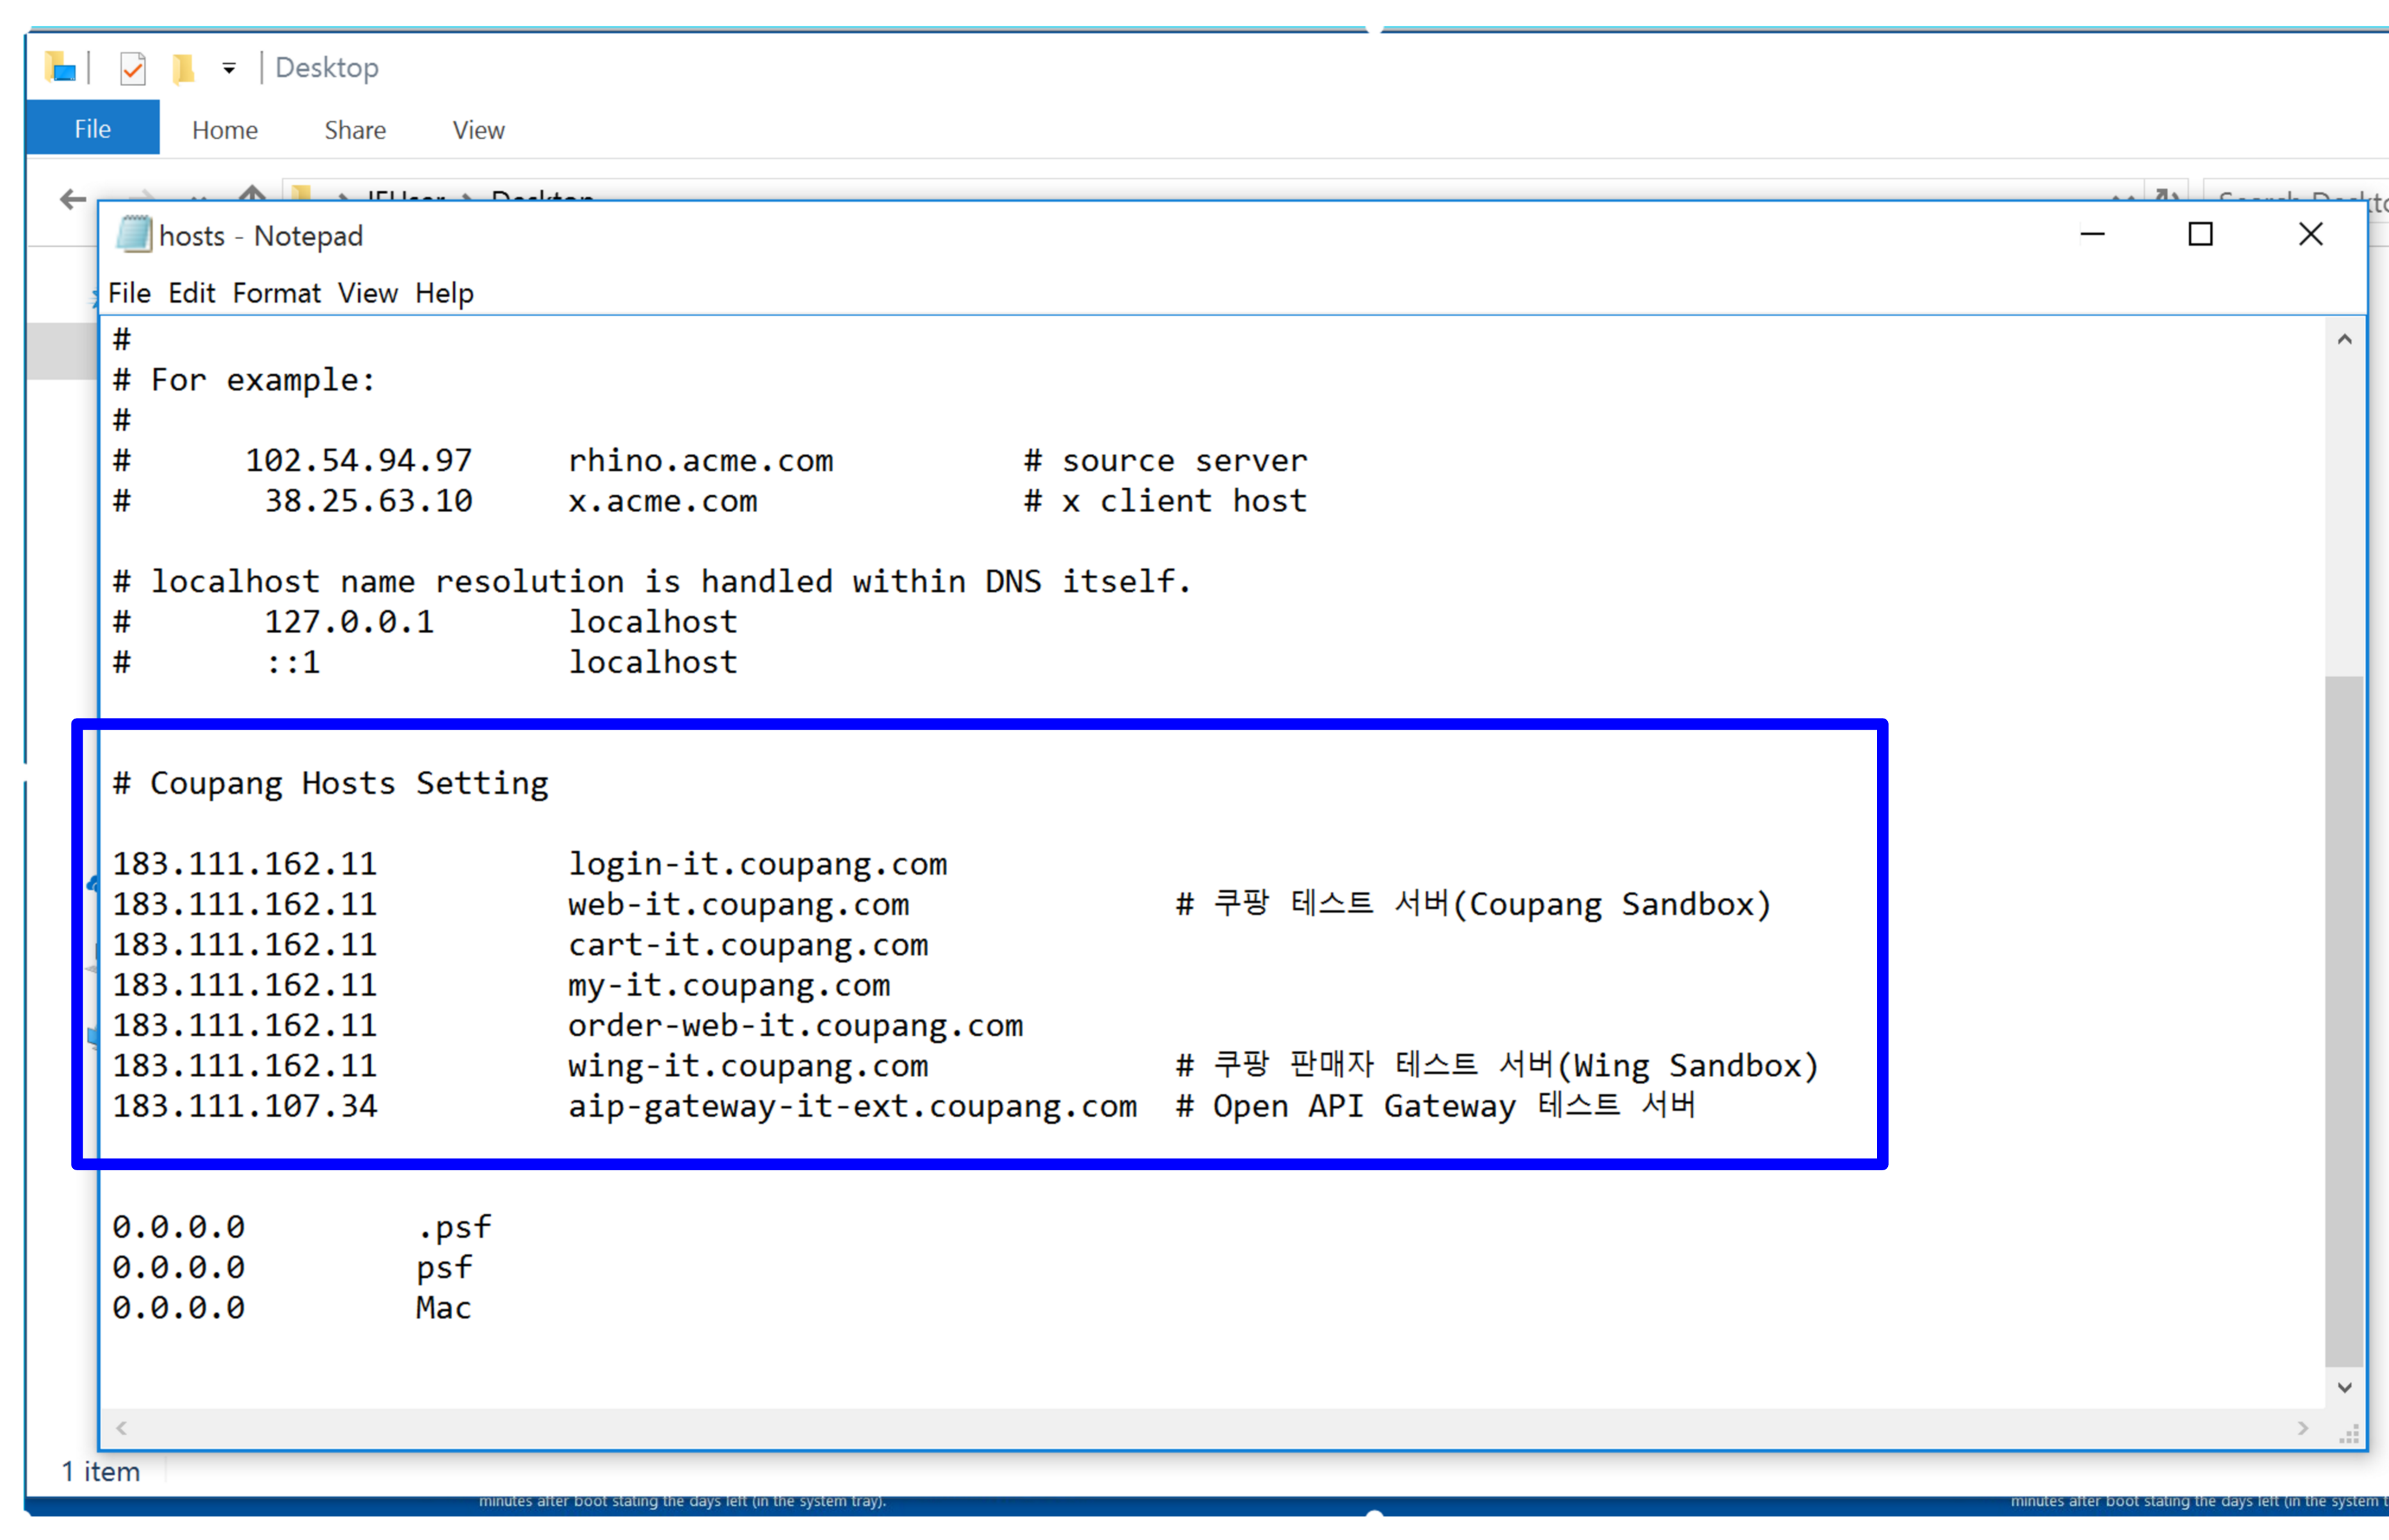 Desktop
File Home Share View
hosts - Notepad
File Edit Format View Help
#
# For example:
#
# 102.54.94.97 rhino.acme.com # source server
# 38.25.63.10 x.acme.com # x client host
# localhost name resolution is handled within DNS itself.
# 127.0.0.1 localhost
# ::1 localhost
# Coupang Hosts Setting
183.111.162.11 login-it.coupang.com
183.111.162.11 web-it.coupang.com # 쿠팡 테스트 서버(Coupang Sandbox)
183.111.162.11 cart-it.coupang.com
183.111.162.11 my-it.coupang.com
183.111.162.11 order-web-it.coupang.com
183.111.162.11 wing-it.coupang.com # 쿠팡 판매자 테스트 서버(Wing Sandbox)
183.111.107.34 aip-gateway-it-ext.coupang.com # Open API Gateway 테스트 서버
0.0.0.0 .psf
0.0.0.0 psf
0.0.0.0 Mac
1 item
minutes after boot stating the days left (in the system tray).
minutes after boot stating the days left (in the system